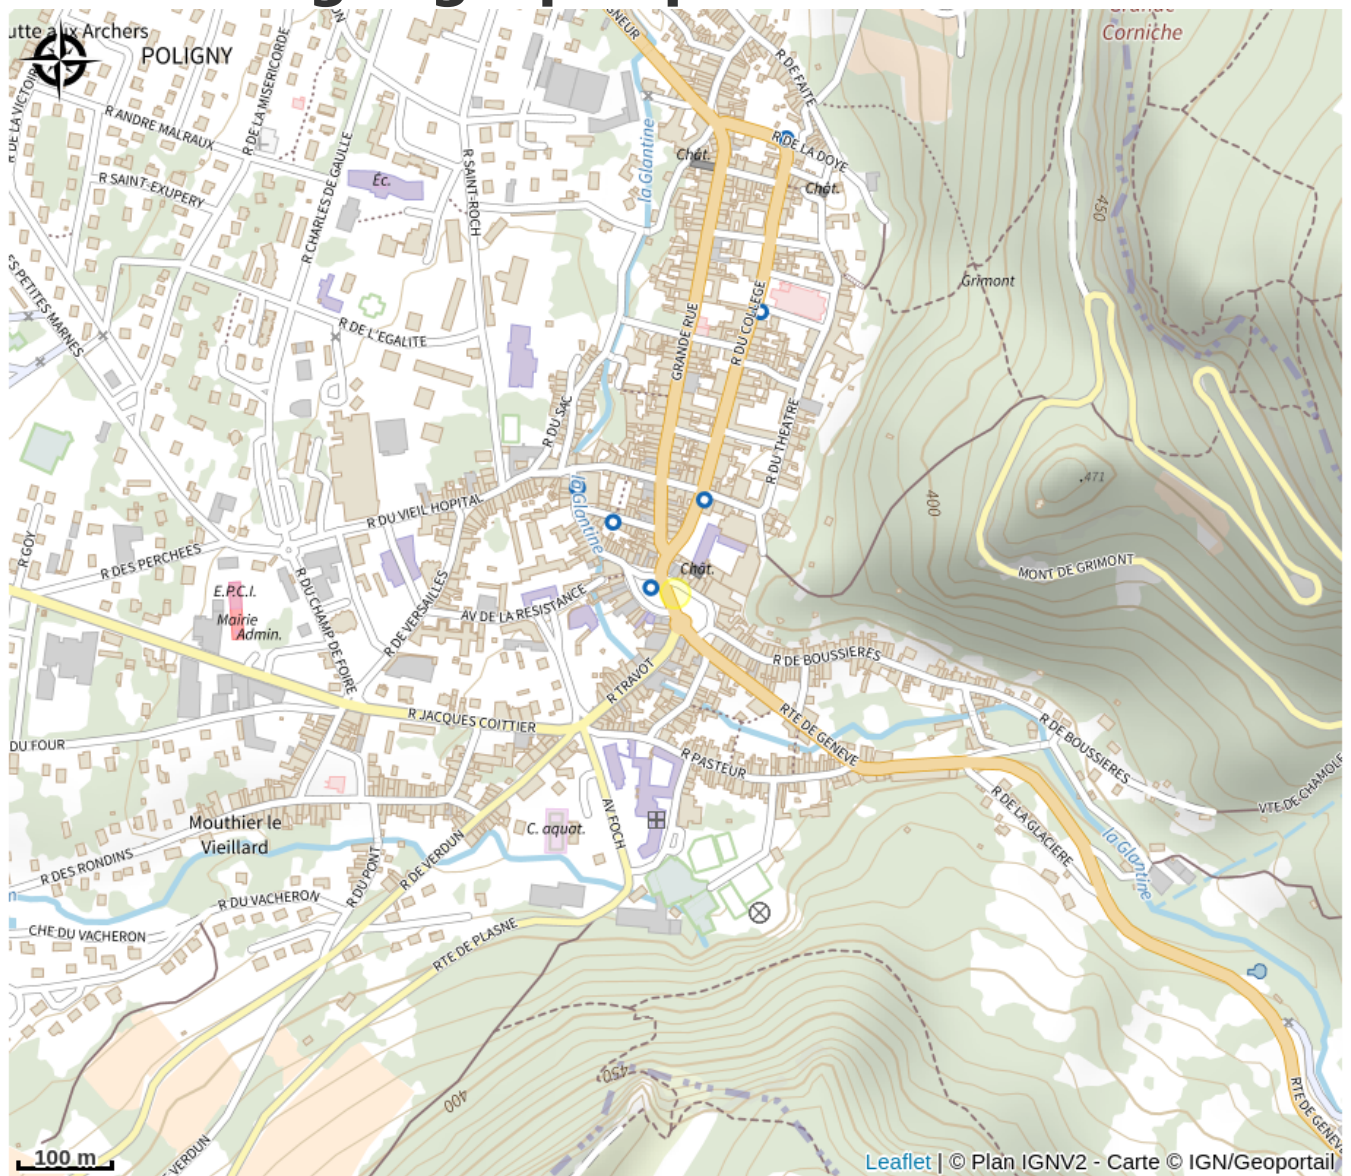 utte aux Archers
POLIGNY
Grande
Corniche
R DE LA MISERICORDE
R ANDRE MALRAUX
R SAINT-EXUPERY
R CHARLES DE GAULLE
Éc.
R SAINT-ROCH
la Glantine
Chât.
R DE FAITE
R DE LA DOYE
Chât.
450
Grimont
R DE L'EGALITE
GRANDE RUE
R DU COLLEGE
R DU THEATRE
R DU SAC
R DU VIEIL HOPITAL
la Glantine
.471
400
R GOY
R DES PERCHEES
E.P.C.I.
Mairie
Admin.
R DU CHAMP DE FOIRE
R DE VERSAILLES
AV DE LA RESISTANCE
Chât.
MONT DE GRIMONT
R DE BOUSSIERES
R TRAVOT
R JACQUES COITTIER
RTE DE GENEVE
R DE BOUSSIERES
DU FOUR
R PASTEUR
VTE DE CHAMOLE
Mouthier le
Vieillard
C. aquat.
AV FOCH
R DE LA GLACIERE
la Glantine
R DES RONDINS
R DU PONT
R DE VERDUN
R DU VACHERON
CHE DU VACHERON
RTE DE PLASNE
400
450
RTE DE GENEVE
VERDUN
100 m
Leaflet | © Plan IGNV2 - Carte © IGN/Geoportail